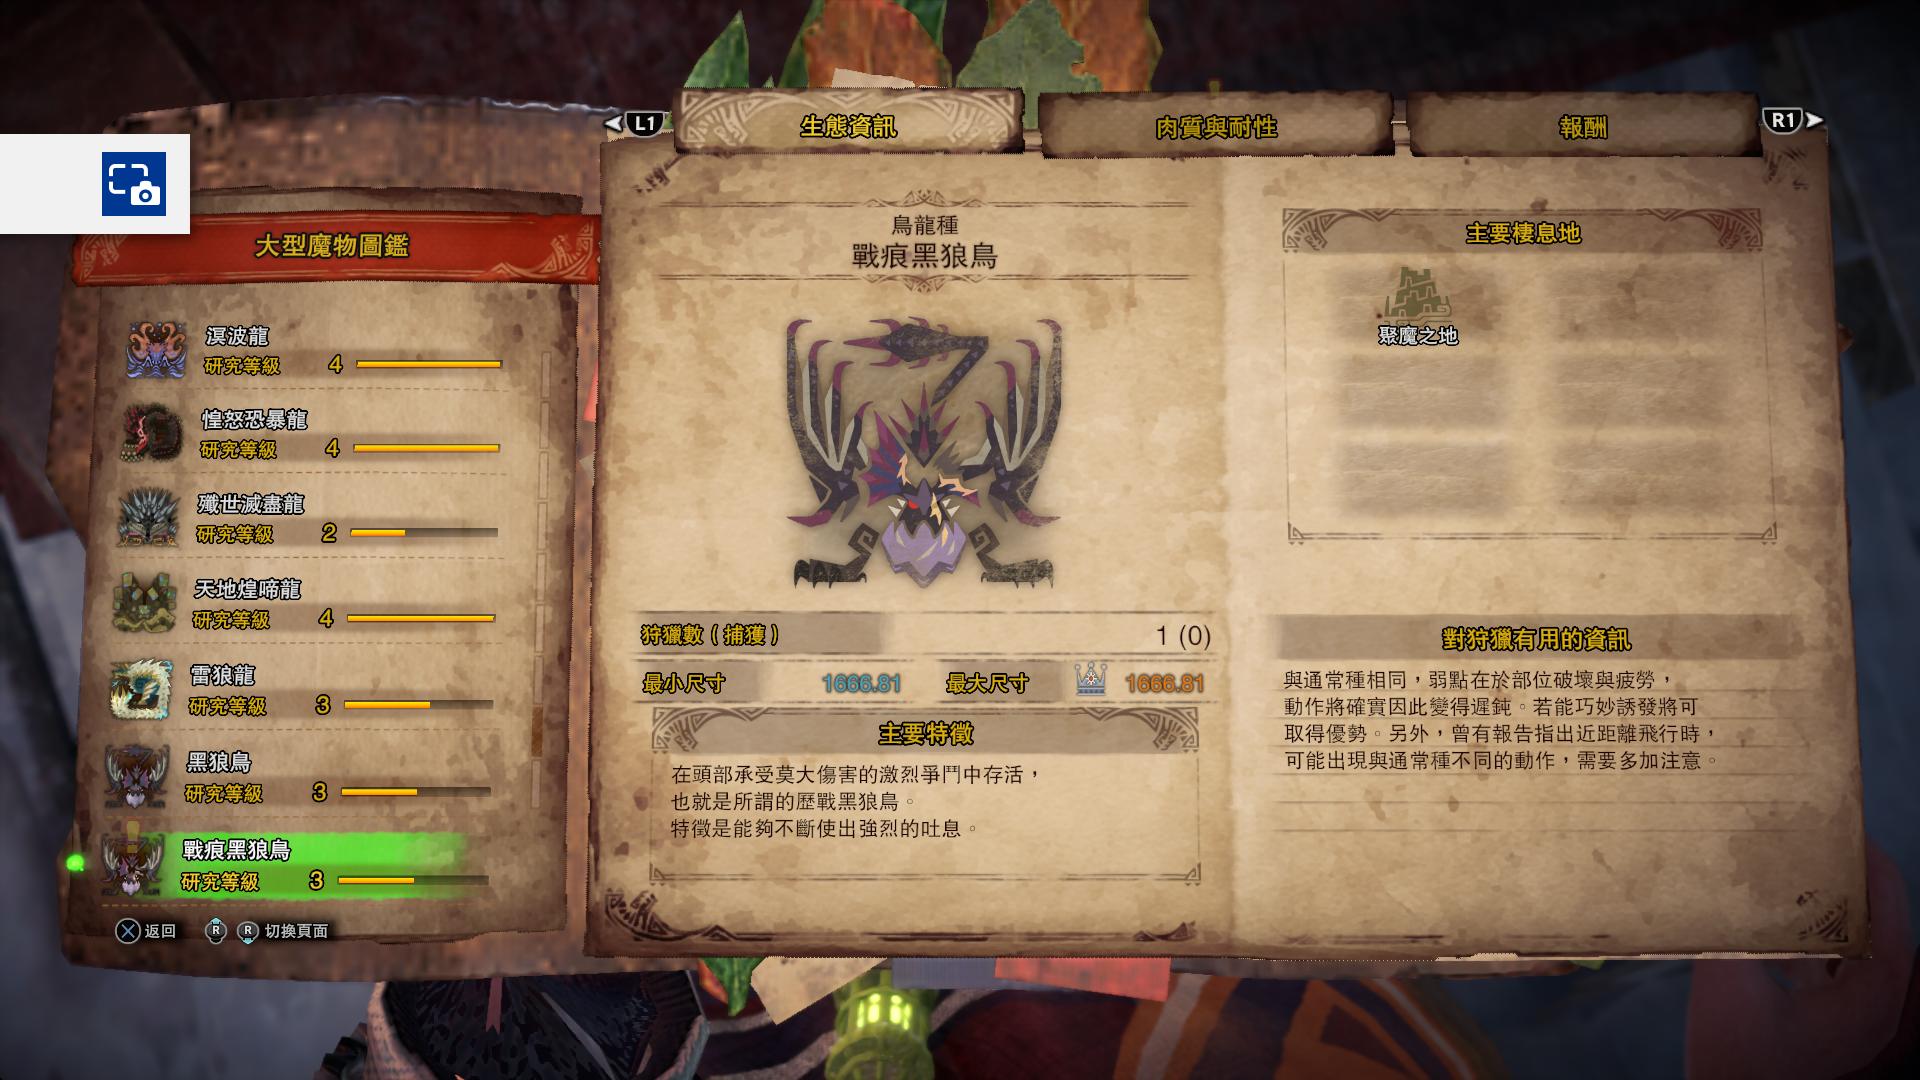 L1
生態資訊
肉質與耐性
報酬
R1
大型魔物圖鑑
溟波龍
研究等級 4
惶怒恐暴龍
研究等級 4
殲世滅盡龍
研究等級 2
天地煌啼龍
研究等級 4
雷狼龍
研究等級 3
黑狼鳥
研究等級 3
戰痕黑狼鳥
研究等級 3
返回
R
R
切換頁面
鳥龍種
戰痕黑狼鳥
狩獵數(捕獲) 1 (0)
最小尺寸 1666.81 最大尺寸 1666.81
主要特徵
在頭部承受莫大傷害的激烈爭鬥中存活，
也就是所謂的歷戰黑狼鳥。
特徵是能夠不斷使出強烈的吐息。
主要棲息地
聚魔之地
對狩獵有用的資訊
與通常種相同，弱點在於部位破壞與疲勞，
動作將確實因此變得遲鈍。若能巧妙誘發將可
取得優勢。另外，曾有報告指出近距離飛行時，
可能出現與通常種不同的動作，需要多加注意。